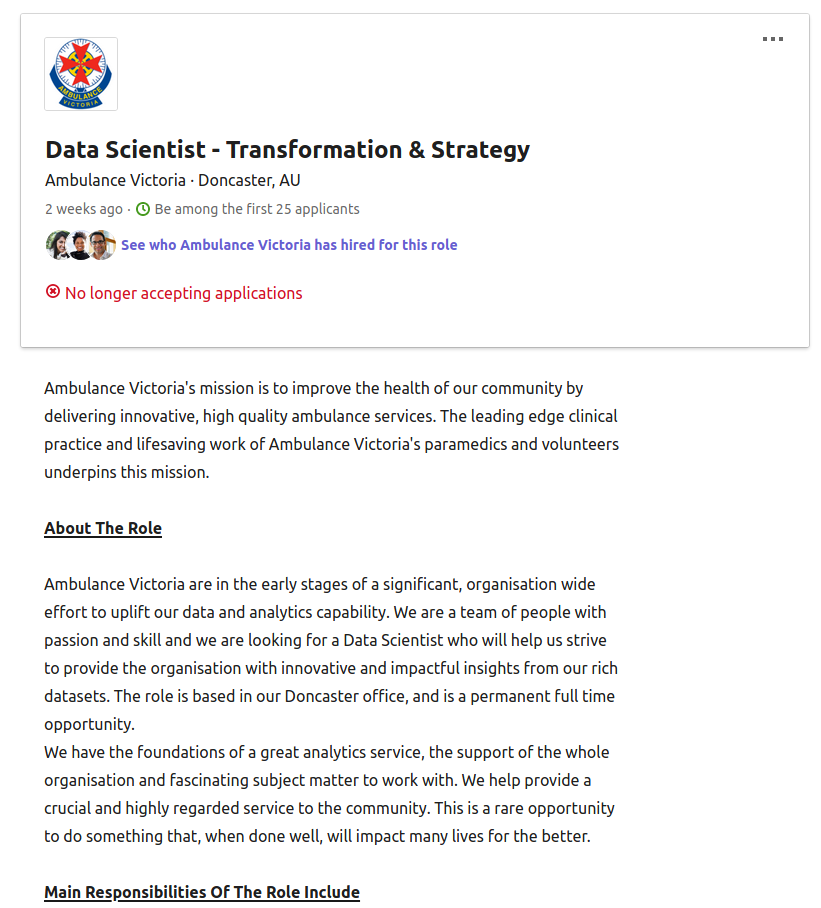 AMBULANCE
VICTORIA
Data Scientist - Transformation & Strategy
Ambulance Victoria · Doncaster, AU
2 weeks ago · Be among the first 25 applicants
See who Ambulance Victoria has hired for this role
No longer accepting applications
Ambulance Victoria's mission is to improve the health of our community by
delivering innovative, high quality ambulance services. The leading edge clinical
practice and lifesaving work of Ambulance Victoria's paramedics and volunteers
underpins this mission.
About The Role
Ambulance Victoria are in the early stages of a significant, organisation wide
effort to uplift our data and analytics capability. We are a team of people with
passion and skill and we are looking for a Data Scientist who will help us strive
to provide the organisation with innovative and impactful insights from our rich
datasets. The role is based in our Doncaster office, and is a permanent full time
opportunity.
We have the foundations of a great analytics service, the support of the whole
organisation and fascinating subject matter to work with. We help provide a
crucial and highly regarded service to the community. This is a rare opportunity
to do something that, when done well, will impact many lives for the better.
Main Responsibilities Of The Role Include